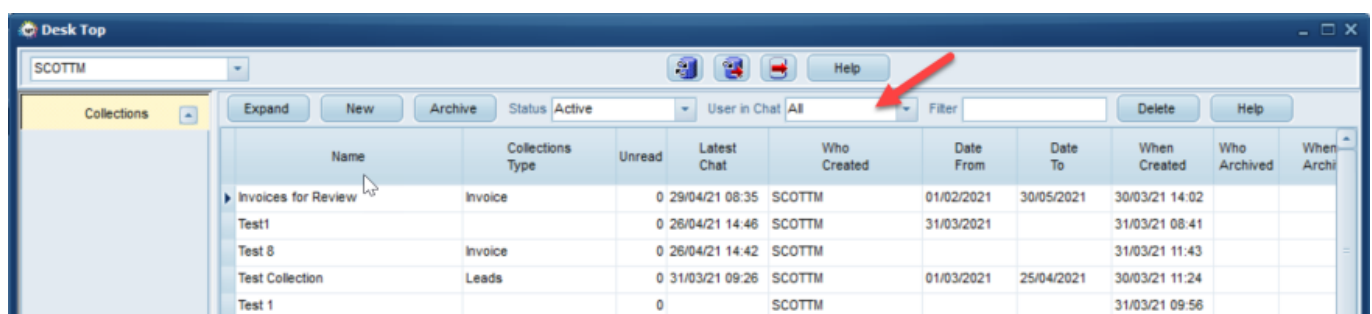 Desk Top
SCOTTM Help
Collections Expand New Archive Status Active User in Chat All Filter Delete Help
Name Collections Type Unread Latest Chat Who Created Date From Date To When Created Who Archived When Archi
Invoices for Review Invoice 0 29/04/21 08:35 SCOTTM 01/02/2021 30/05/2021 30/03/21 14:02
Test1 0 26/04/21 14:46 SCOTTM 31/03/2021 31/03/21 08:41
Test 8 Invoice 0 26/04/21 14:42 SCOTTM 31/03/21 11:43
Test Collection Leads 0 31/03/21 09:26 SCOTTM 01/03/2021 25/04/2021 30/03/21 11:24
Test 1 0 SCOTTM 31/03/21 09:56